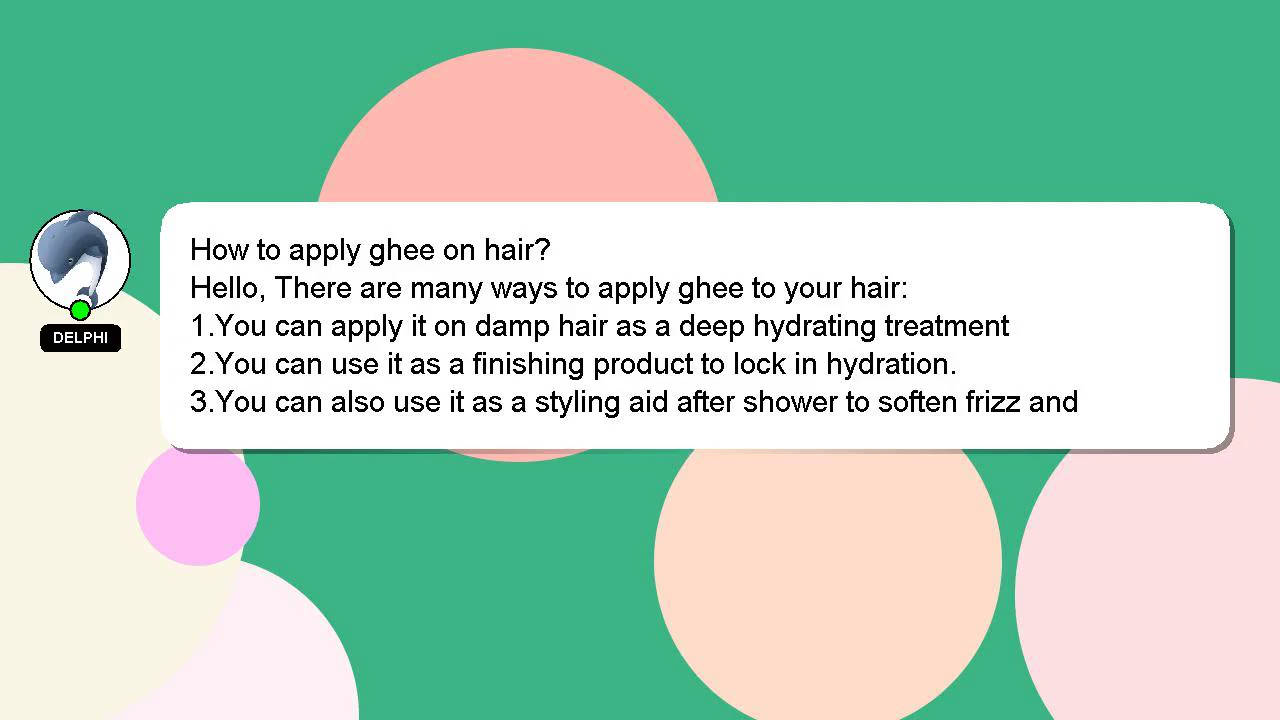 How to apply ghee on hair?
Hello, There are many ways to apply ghee to your hair:
1.You can apply it on damp hair as a deep hydrating treatment
2.You can use it as a finishing product to lock in hydration.
3.You can also use it as a styling aid after shower to soften frizz and
DELPHI